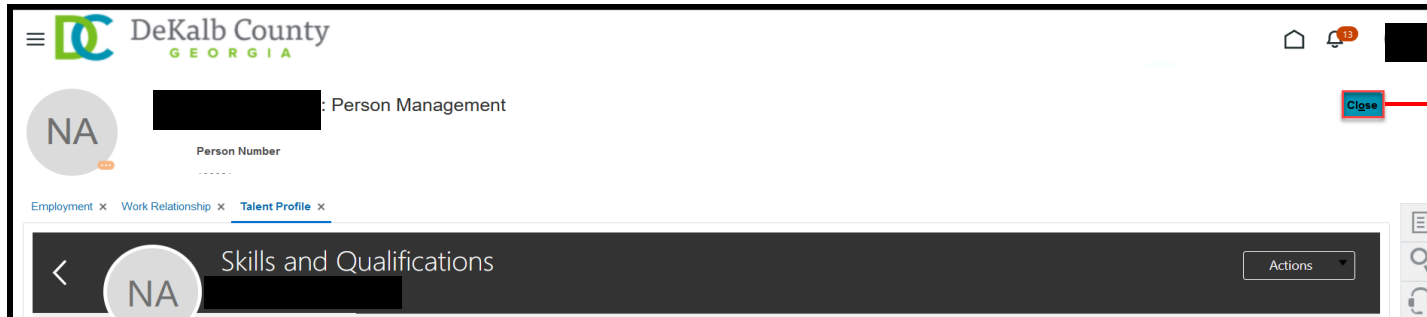 DeKalb County
GEORGIA
13
NA
: Person Management
Close
Person Number
Employment × Work Relationship × Talent Profile ×
Skills and Qualifications
Actions
NA